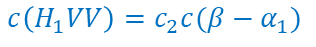 c(H₁VV) = c₂c(β − α₁)